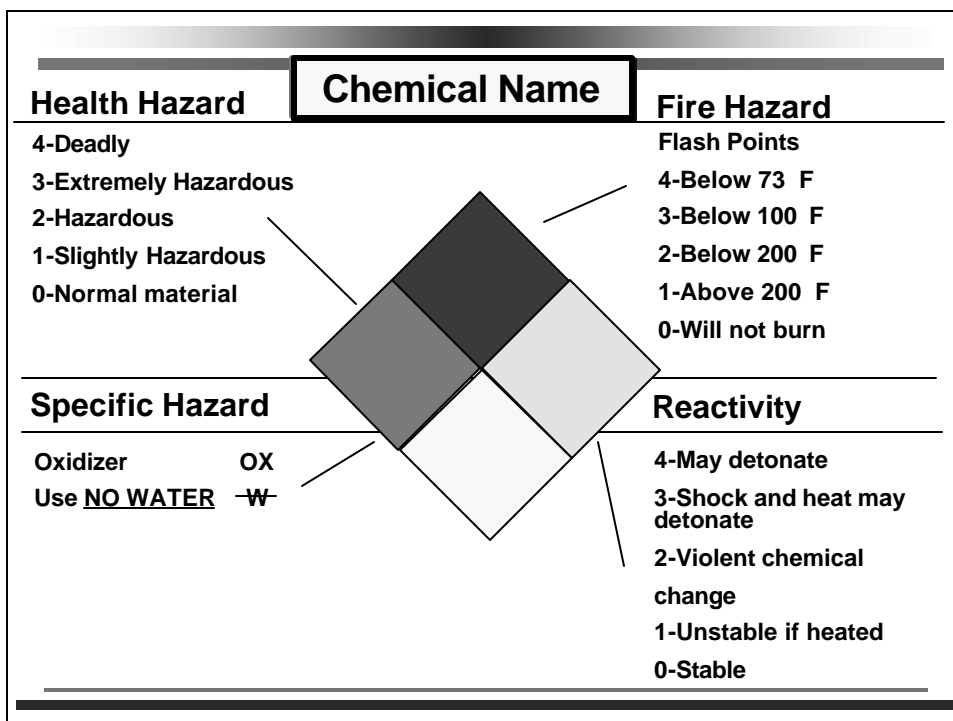 Chemical Name
Health Hazard
4-Deadly
3-Extremely Hazardous
2-Hazardous
1-Slightly Hazardous
0-Normal material
Fire Hazard
Flash Points
4-Below 73 F
3-Below 100 F
2-Below 200 F
1-Above 200 F
0-Will not burn
Specific Hazard
Oxidizer OX
Use NO WATER W
Reactivity
4-May detonate
3-Shock and heat may
detonate
2-Violent chemical
change
1-Unstable if heated
0-Stable